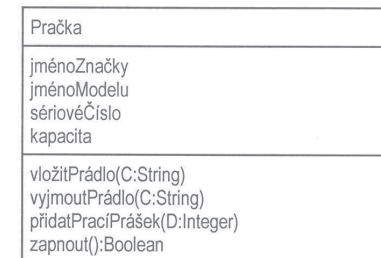 Pračka
jménoZnačky
jménoModelu
sériovéČíslo
kapacita
vložitPrádlo(C:String)
vyjmoutPrádlo(C:String)
přidatPracíPrášek(D:Integer)
zapnout():Boolean